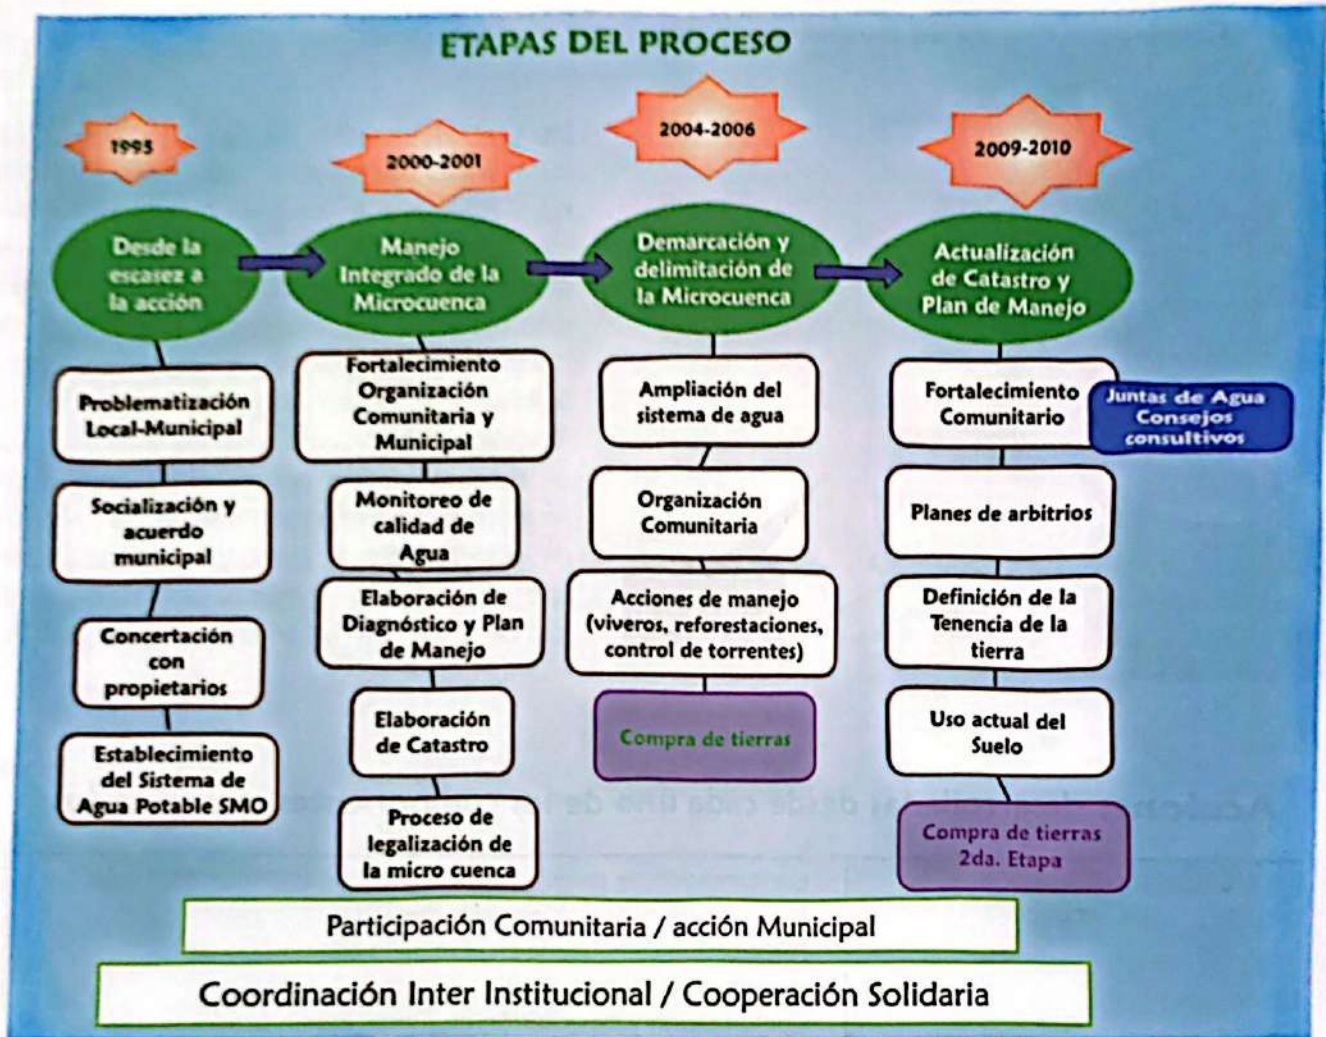 ETAPAS DEL PROCESO
1995
Desde la
escasez a
la acción
Problematización
Local-Municipal
Socialización y
acuerdo
municipal
Concertación
con
propietarios
Establecimiento
del Sistema de
Agua Potable SMO
2000-2001
Manejo
Integrado de la
Microcuenca
Fortalecimiento
Organización
Comunitaria y
Municipal
Monitoreo de
calidad de
Agua
Elaboración de
Diagnóstico y Plan
de Manejo
Elaboración
de Catastro
Proceso de
legalización de
la micro cuenca
2004-2006
Demarcación y
delimitación de
la Microcuenca
Ampliación del
sistema de agua
Organización
Comunitaria
Acciones de manejo
(viveros, reforestaciones,
control de torrentes)
Compra de tierras
2009-2010
Actualización
de Catastro y
Plan de Manejo
Fortalecimiento
Comunitario
Juntas de Agua
Consejos
consultivos
Planes de arbitrios
Definición de la
Tenencia de la
tierra
Uso actual del
Suelo
Compra de tierras
2da. Etapa
Participación Comunitaria / acción Municipal
Coordinación Inter Institucional / Cooperación Solidaria